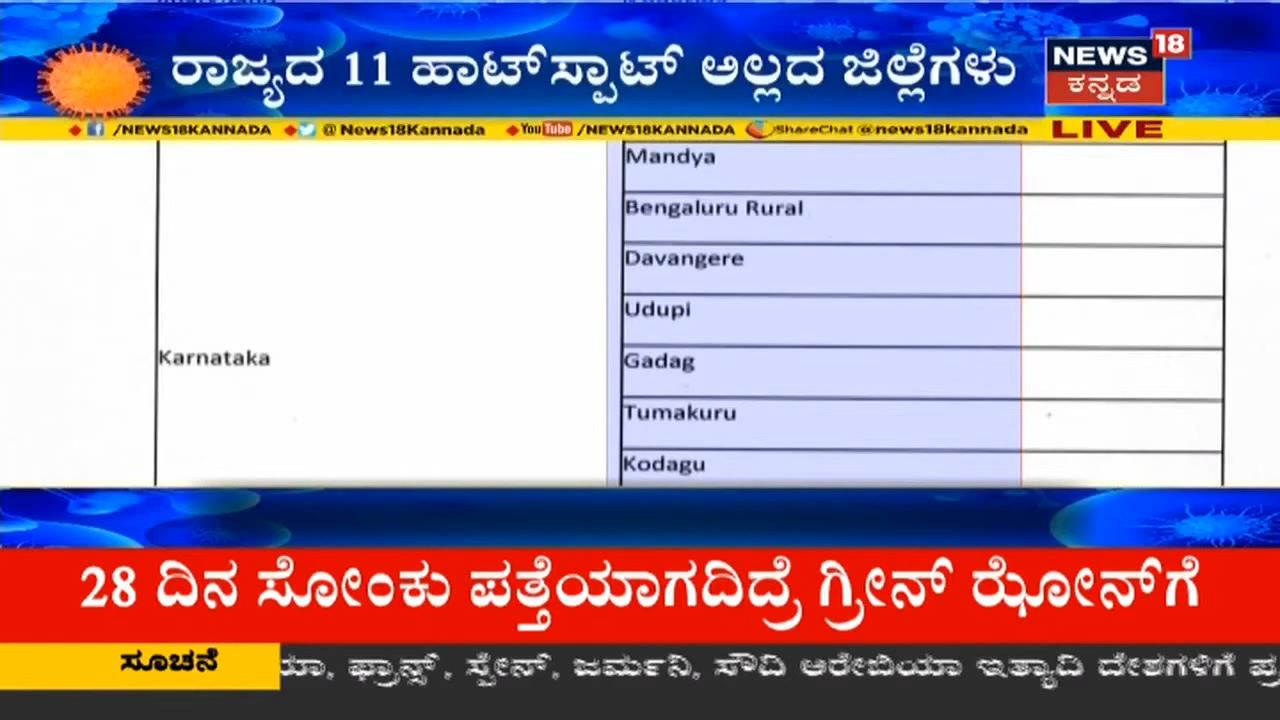 ರಾಜ್ಯದ 11 ಹಾಟ್‌ಸ್ಪಾಟ್ ಅಲ್ಲದ ಜಿಲ್ಲೆಗಳು
NEWS 18
ಕನ್ನಡ
/NEWS18KANNADA @News18Kannada YouTube /NEWS18KANNADA ShareChat @news18kannada LIVE
Mandya
Bengaluru Rural
Davangere
Udupi
Karnataka
Gadag
Tumakuru
Kodagu
28 ದಿನ ಸೋಂಕು ಪತ್ತೆಯಾಗದಿದ್ರೆ ಗ್ರೀನ್ ಝೋನ್‌ಗೆ
ಸೂಚನೆ
ಫ್ರಾನ್ಸ್, ಸ್ಪೇನ್, ಜರ್ಮನಿ, ಸೌದಿ ಅರೇಬಿಯಾ ಇತ್ಯಾದಿ ದೇಶಗಳಿಗೆ